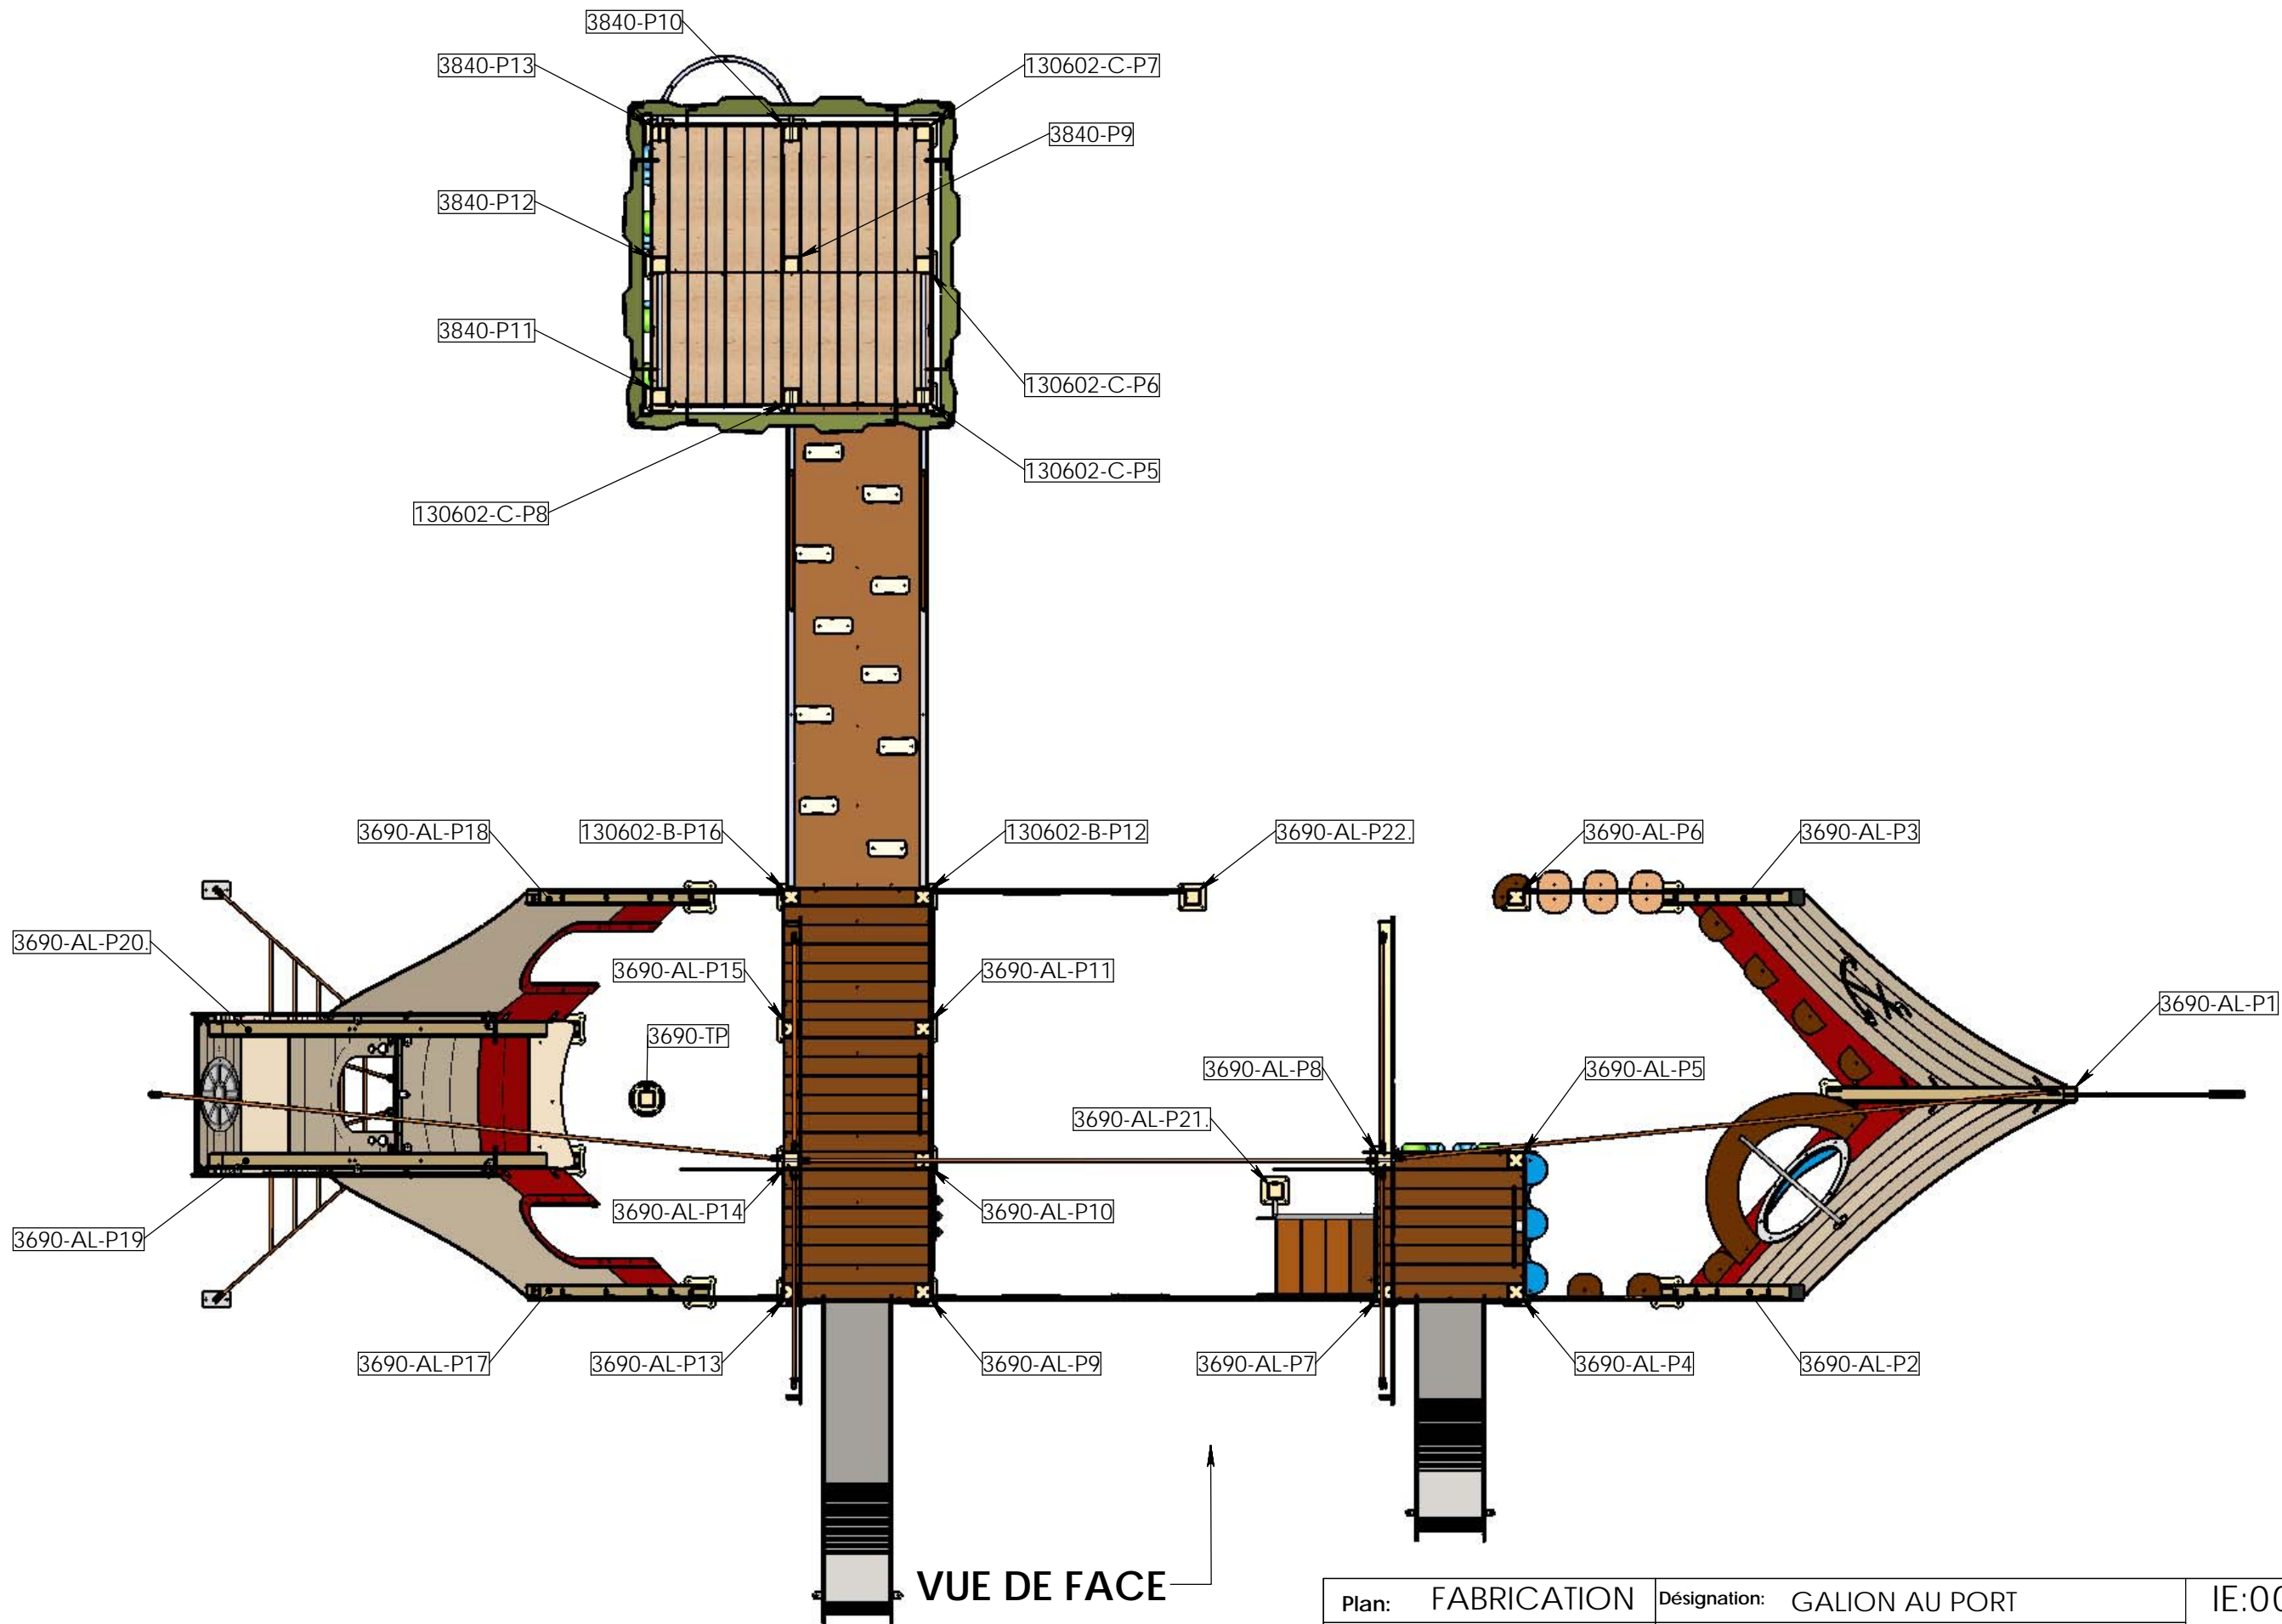 3840-P10
3840-P13
130602-C-P7
3840-P9
3840-P12
3840-P11
130602-C-P6
130602-C-P5
130602-C-P8
3690-AL-P18
130602-B-P16
130602-B-P12
3690-AL-P22.
3690-AL-P6
3690-AL-P3
3690-AL-P20.
3690-AL-P15
3690-AL-P11
3690-AL-P1
3690-TP
3690-AL-P8
3690-AL-P5
3690-AL-P21.
3690-AL-P14
3690-AL-P10
3690-AL-P19
3690-AL-P17
3690-AL-P13
3690-AL-P9
3690-AL-P7
3690-AL-P4
3690-AL-P2
VUE DE FACE
Plan: FABRICATION Désignation: GALION AU PORT